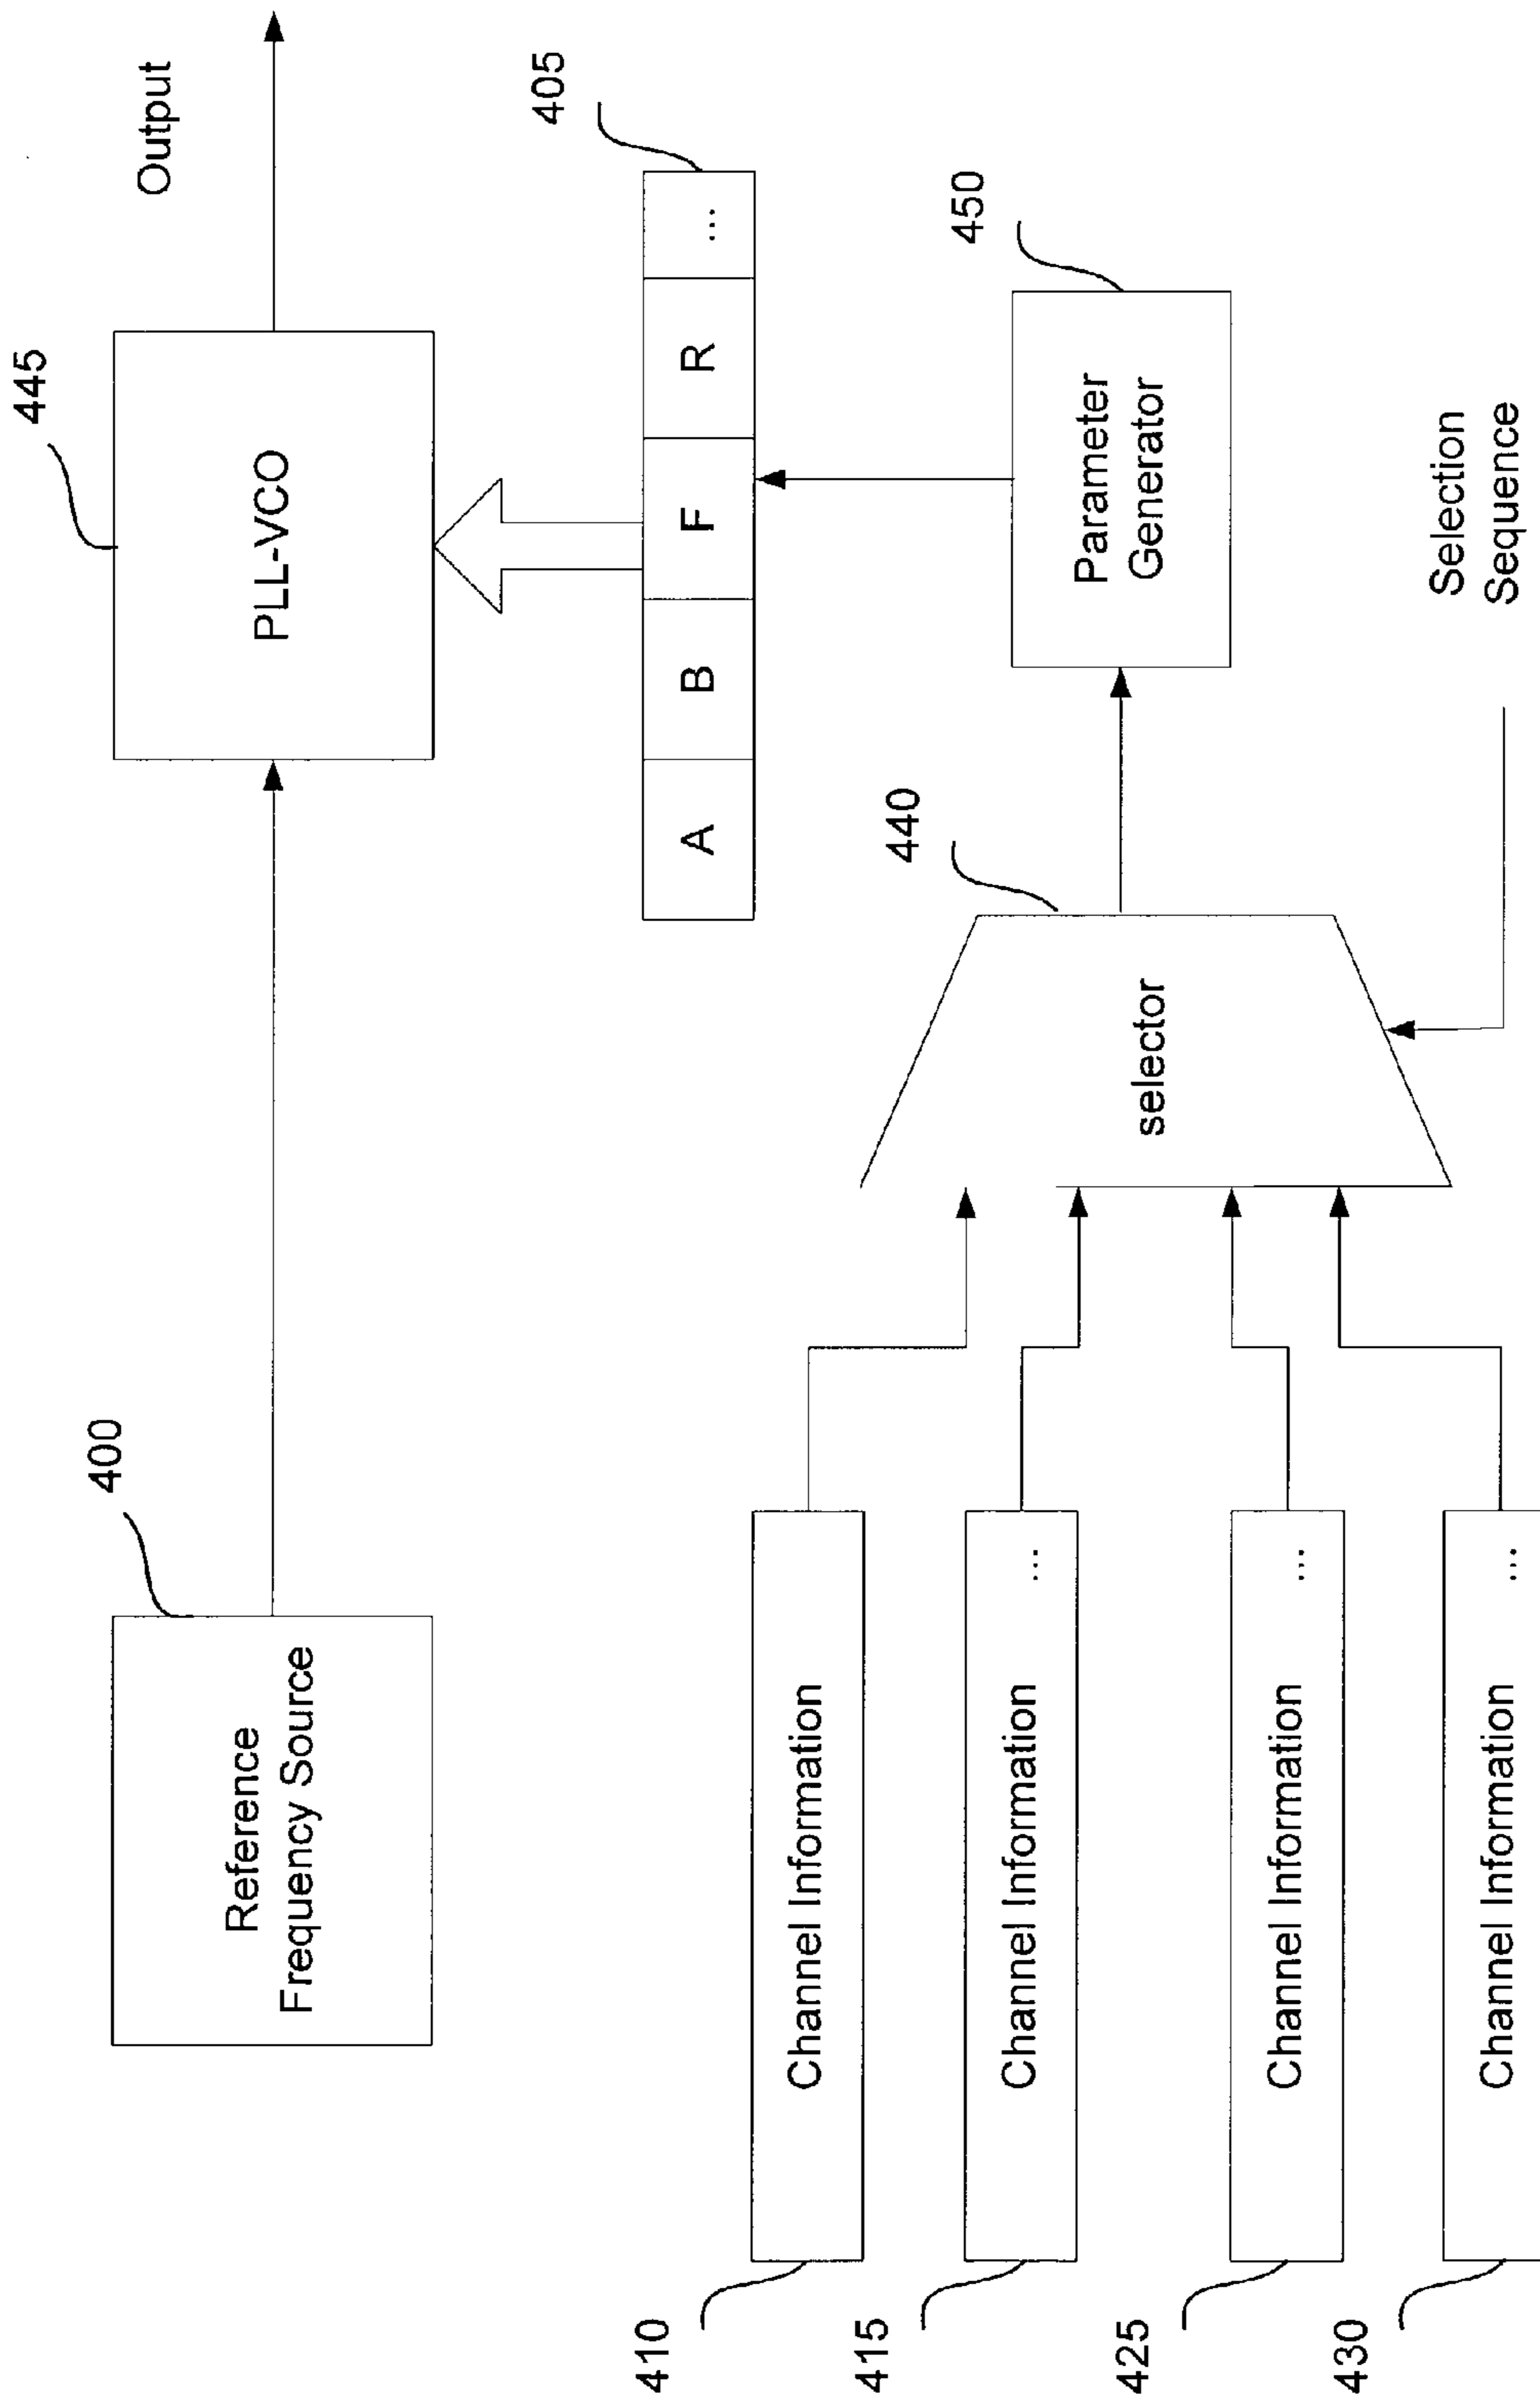 400
Reference
Frequency Source
445
PLL-VCO
Output
405
A
B
F
R
...
410
Channel Information
415
Channel Information
...
425
Channel Information
...
430
Channel Information
...
440
selector
450
Parameter
Generator
Selection
Sequence